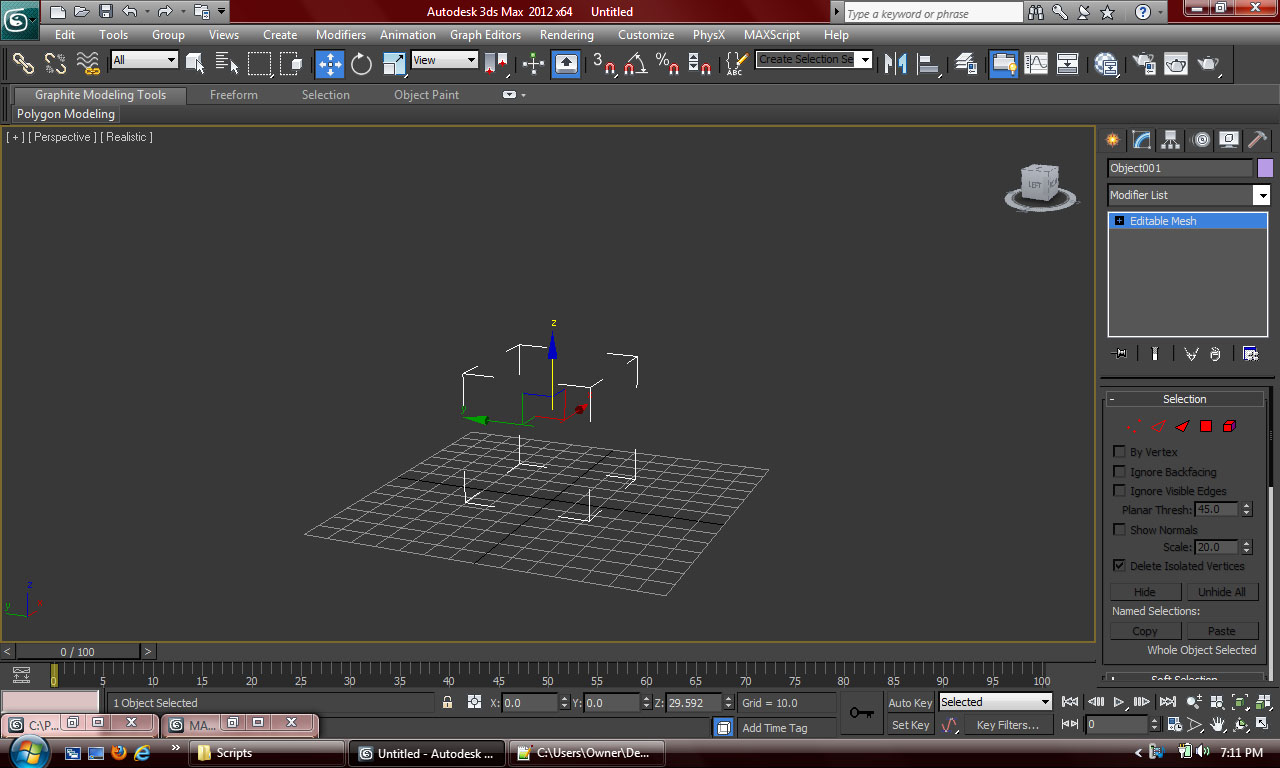 Autodesk 3ds Max 2012 x64 Untitled
Type a keyword or phrase
Edit Tools Group Views Create Modifiers Animation Graph Editors Rendering Customize PhysX MAXScript Help
All View 3 Create Selection Se
ABC
Graphite Modeling Tools Freeform Selection Object Paint
Polygon Modeling
[ + ] [ Perspective ] [ Realistic ]
LEFT
Object001
Modifier List
Editable Mesh
z
y
- Selection
By Vertex
Ignore Backfacing
Ignore Visible Edges
Planar Thresh: 45.0
Show Normals
Scale: 20.0
Delete Isolated Vertices
Hide Unhide All
Named Selections:
Copy Paste
Whole Object Selected
+ Soft Selection
z
y x
< 0 / 100 >
0 5 10 15 20 25 30 35 40 45 50 55 60 65 70 75 80 85 90 95 100
1 Object Selected X: 0.0 Y: 0.0 Z: 29.592 Grid = 10.0 Auto Key Selected
Add Time Tag Set Key Key Filters... 0
C:\P... MA...
Scripts Untitled - Autodesk ... C:\Users\Owner\De... 7:11 PM